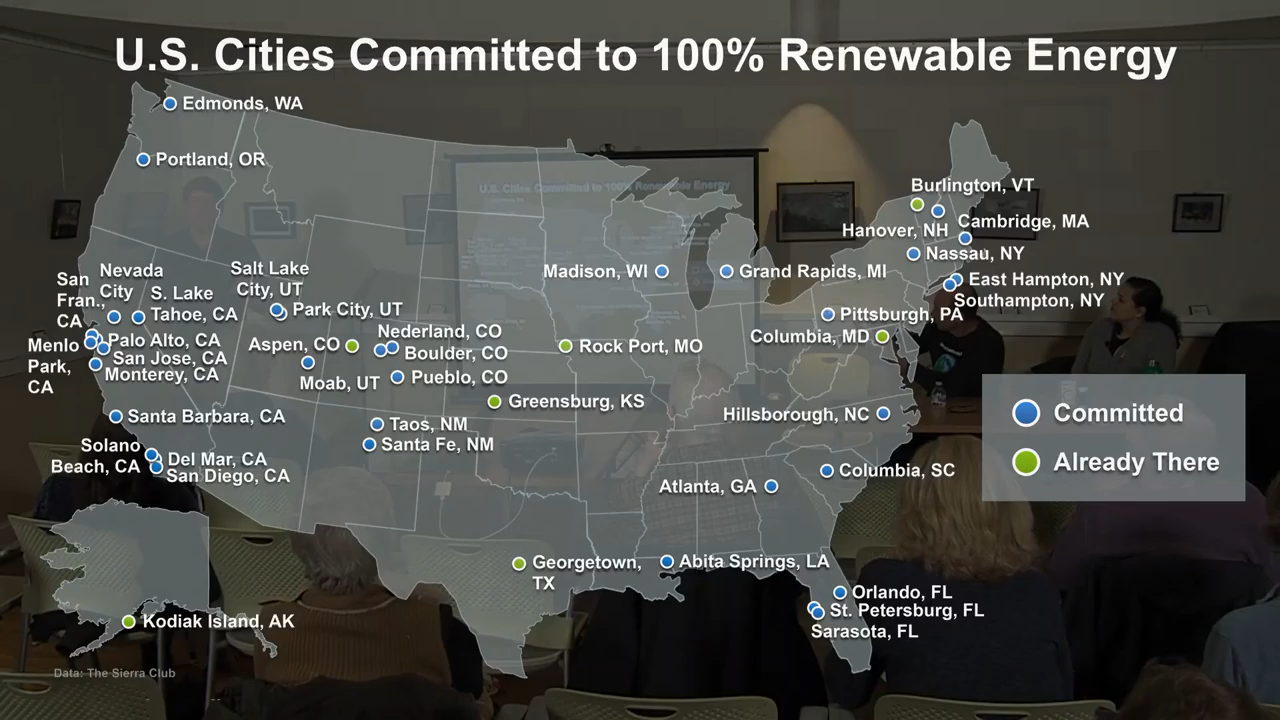 U.S. Cities Committed to 100% Renewable Energy
Edmonds, WA
Portland, OR
Burlington, VT
Hanover, NH
Cambridge, MA
Nassau, NY
East Hampton, NY
Southampton, NY
Madison, WI
Grand Rapids, MI
Pittsburgh, PA
Columbia, MD
San
Fran.,
CA
Nevada
City
S. Lake
Tahoe, CA
Salt Lake
City, UT
Park City, UT
Menlo
Park,
CA
Palo Alto, CA
San Jose, CA
Monterey, CA
Aspen, CO
Nederland, CO
Boulder, CO
Moab, UT
Pueblo, CO
Rock Port, MO
Greensburg, KS
Santa Barbara, CA
Taos, NM
Santa Fe, NM
Hillsborough, NC
Solano
Beach, CA
Del Mar, CA
San Diego, CA
Columbia, SC
Atlanta, GA
Georgetown,
TX
Abita Springs, LA
Orlando, FL
St. Petersburg, FL
Sarasota, FL
Kodiak Island, AK
Committed
Already There
Data: The Sierra Club
U.S. Cities Committed to 100% Renewable Energy